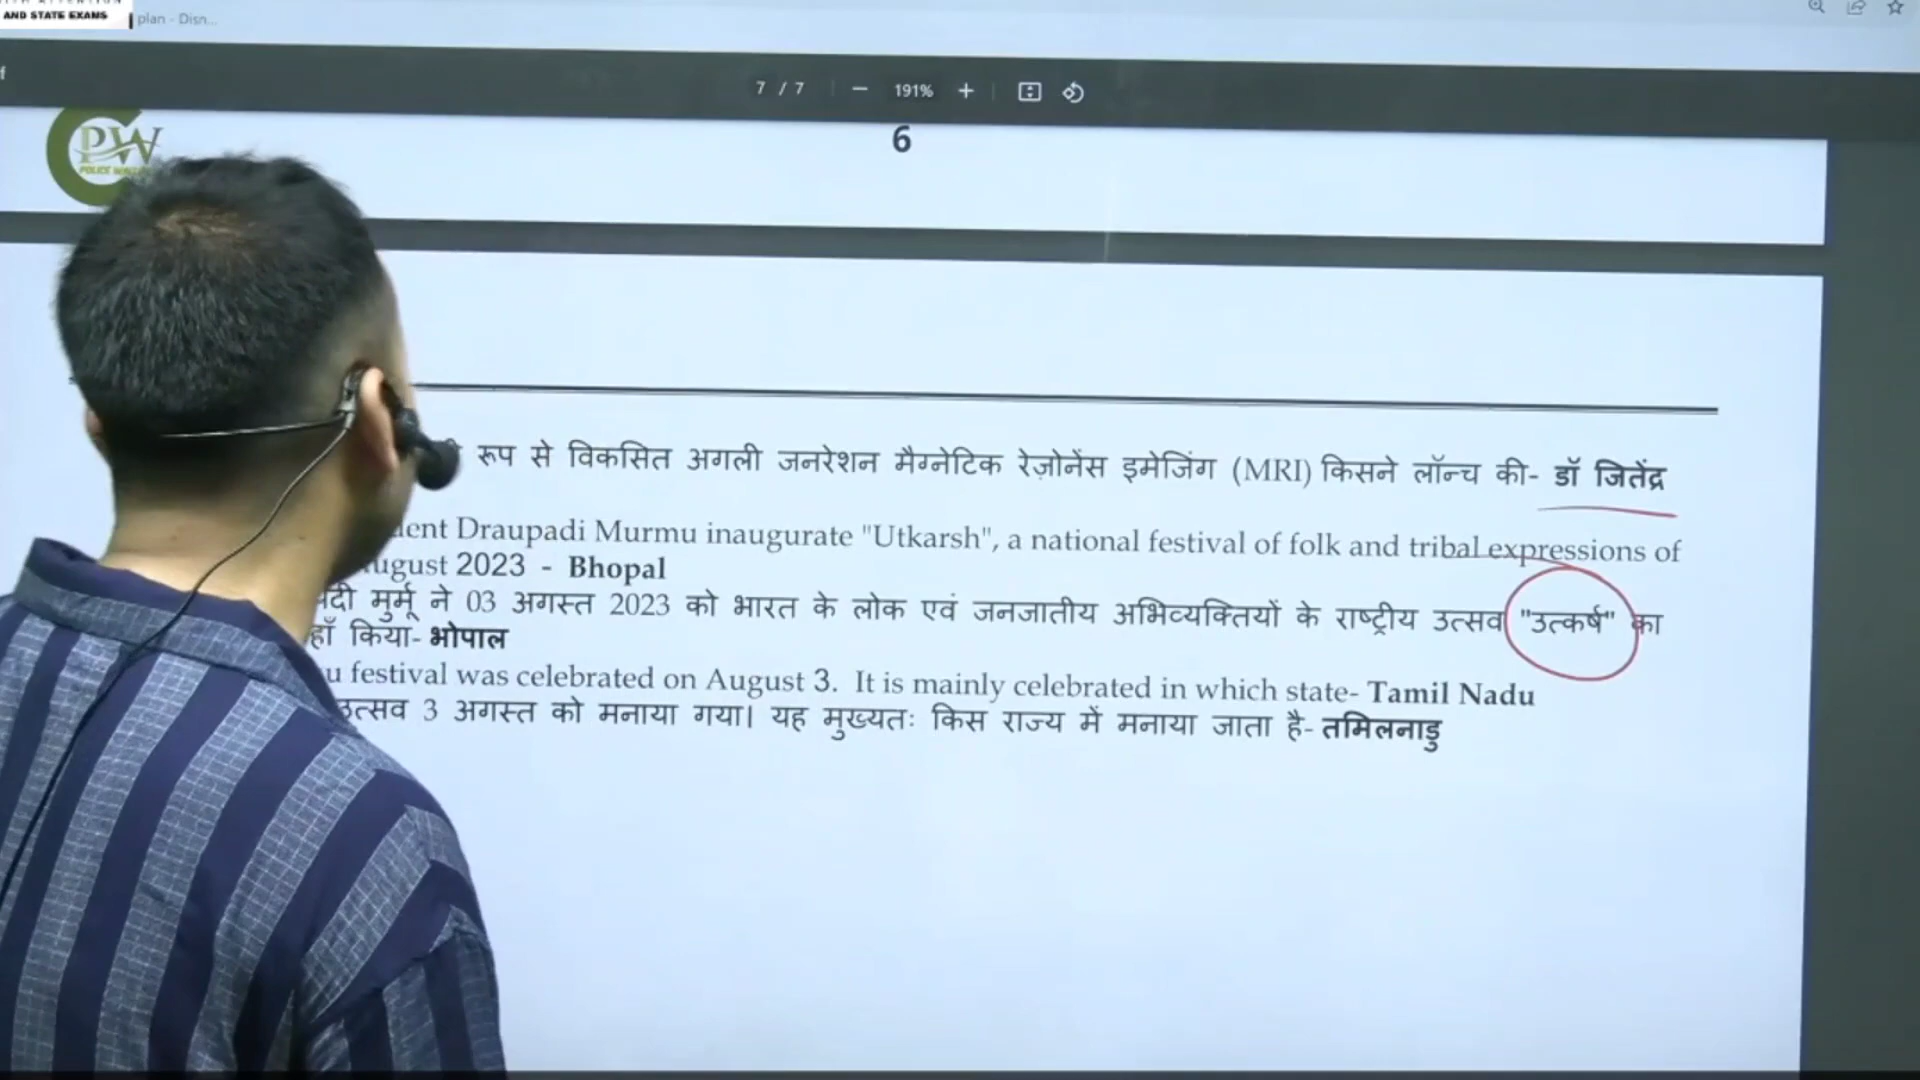 AND STATE EXAMS
plan - Disn...
7 / 7
191%
PW
6
रूप से विकसित अगली जनरेशन मैग्नेटिक रेज़ोनेंस इमेजिंग (MRI) किसने लॉन्च की- डॉ जितेंद्र
Draupadi Murmu inaugurate "Utkarsh", a national festival of folk and tribal expressions of
2023 - Bhopal
मुर्मू ने 03 अगस्त 2023 को भारत के लोक एवं जनजातीय अभिव्यक्तियों के राष्ट्रीय उत्सव "उत्कर्ष" का
किया- भोपाल
festival was celebrated on August 3. It is mainly celebrated in which state- Tamil Nadu
उत्सव 3 अगस्त को मनाया गया। यह मुख्यतः किस राज्य में मनाया जाता है- तमिलनाडु